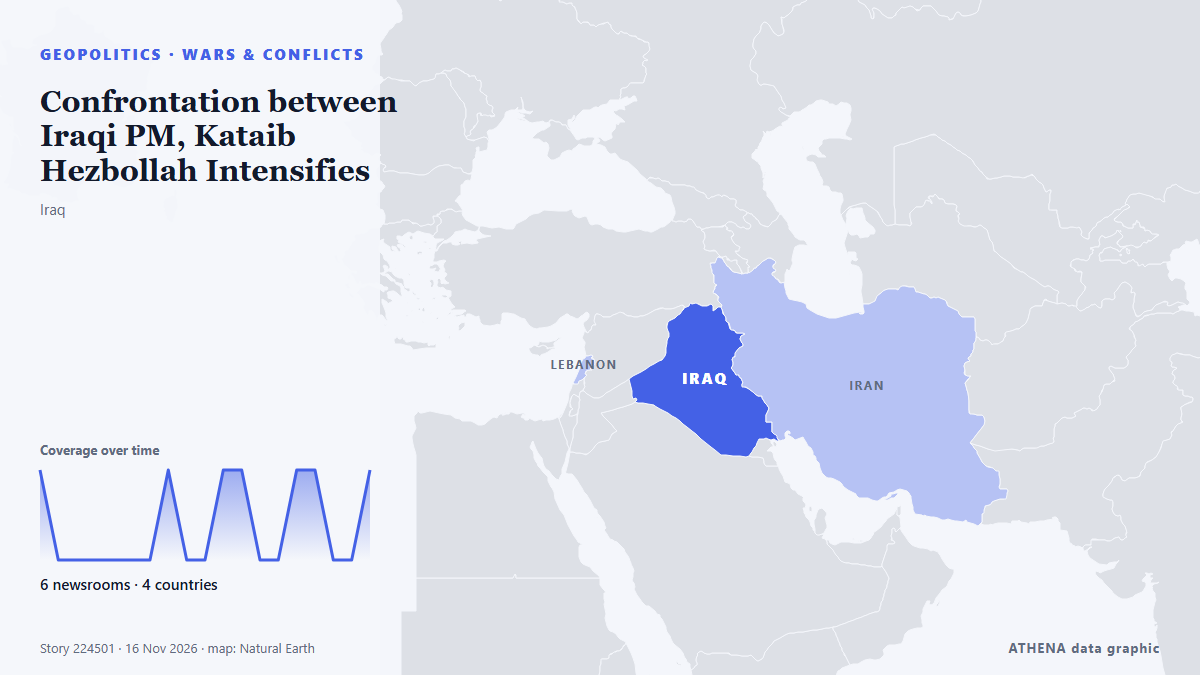 GEOPOLITICS · WARS & CONFLICTS
Confrontation between
Iraqi PM, Kataib
Hezbollah Intensifies
Iraq
LEBANON
IRAQ
IRAN
Coverage over time
6 newsrooms · 4 countries
Story 224501 · 16 Nov 2026 · map: Natural Earth
ATHENA data graphic